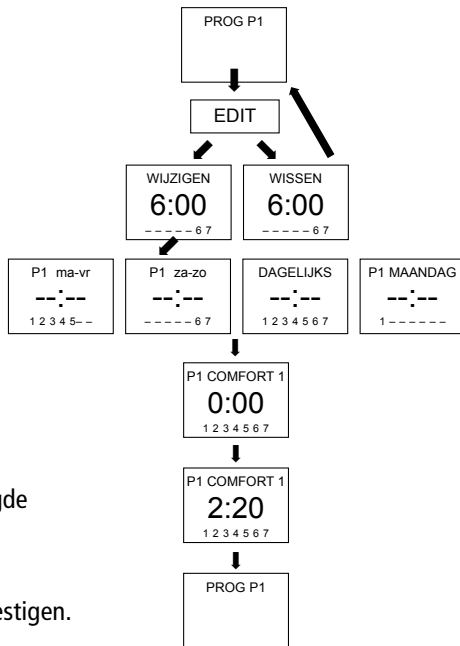 PROG P1
EDIT
WIJZIGEN WISSEN
6:00 6:00
– – – – – 6 7 – – – – – 6 7
P1 ma-vr P1 za-zo DAGELIJKS P1 MAANDAG
--:-- --:-- --:-- --:--
1 2 3 4 5 – – – – – – – 6 7 1 2 3 4 5 6 7 1 – – – – – –
P1 COMFORT 1
0:00
1 2 3 4 5 6 7
P1 COMFORT 1
2:20
1 2 3 4 5 6 7
gde
PROG P1
estigen.